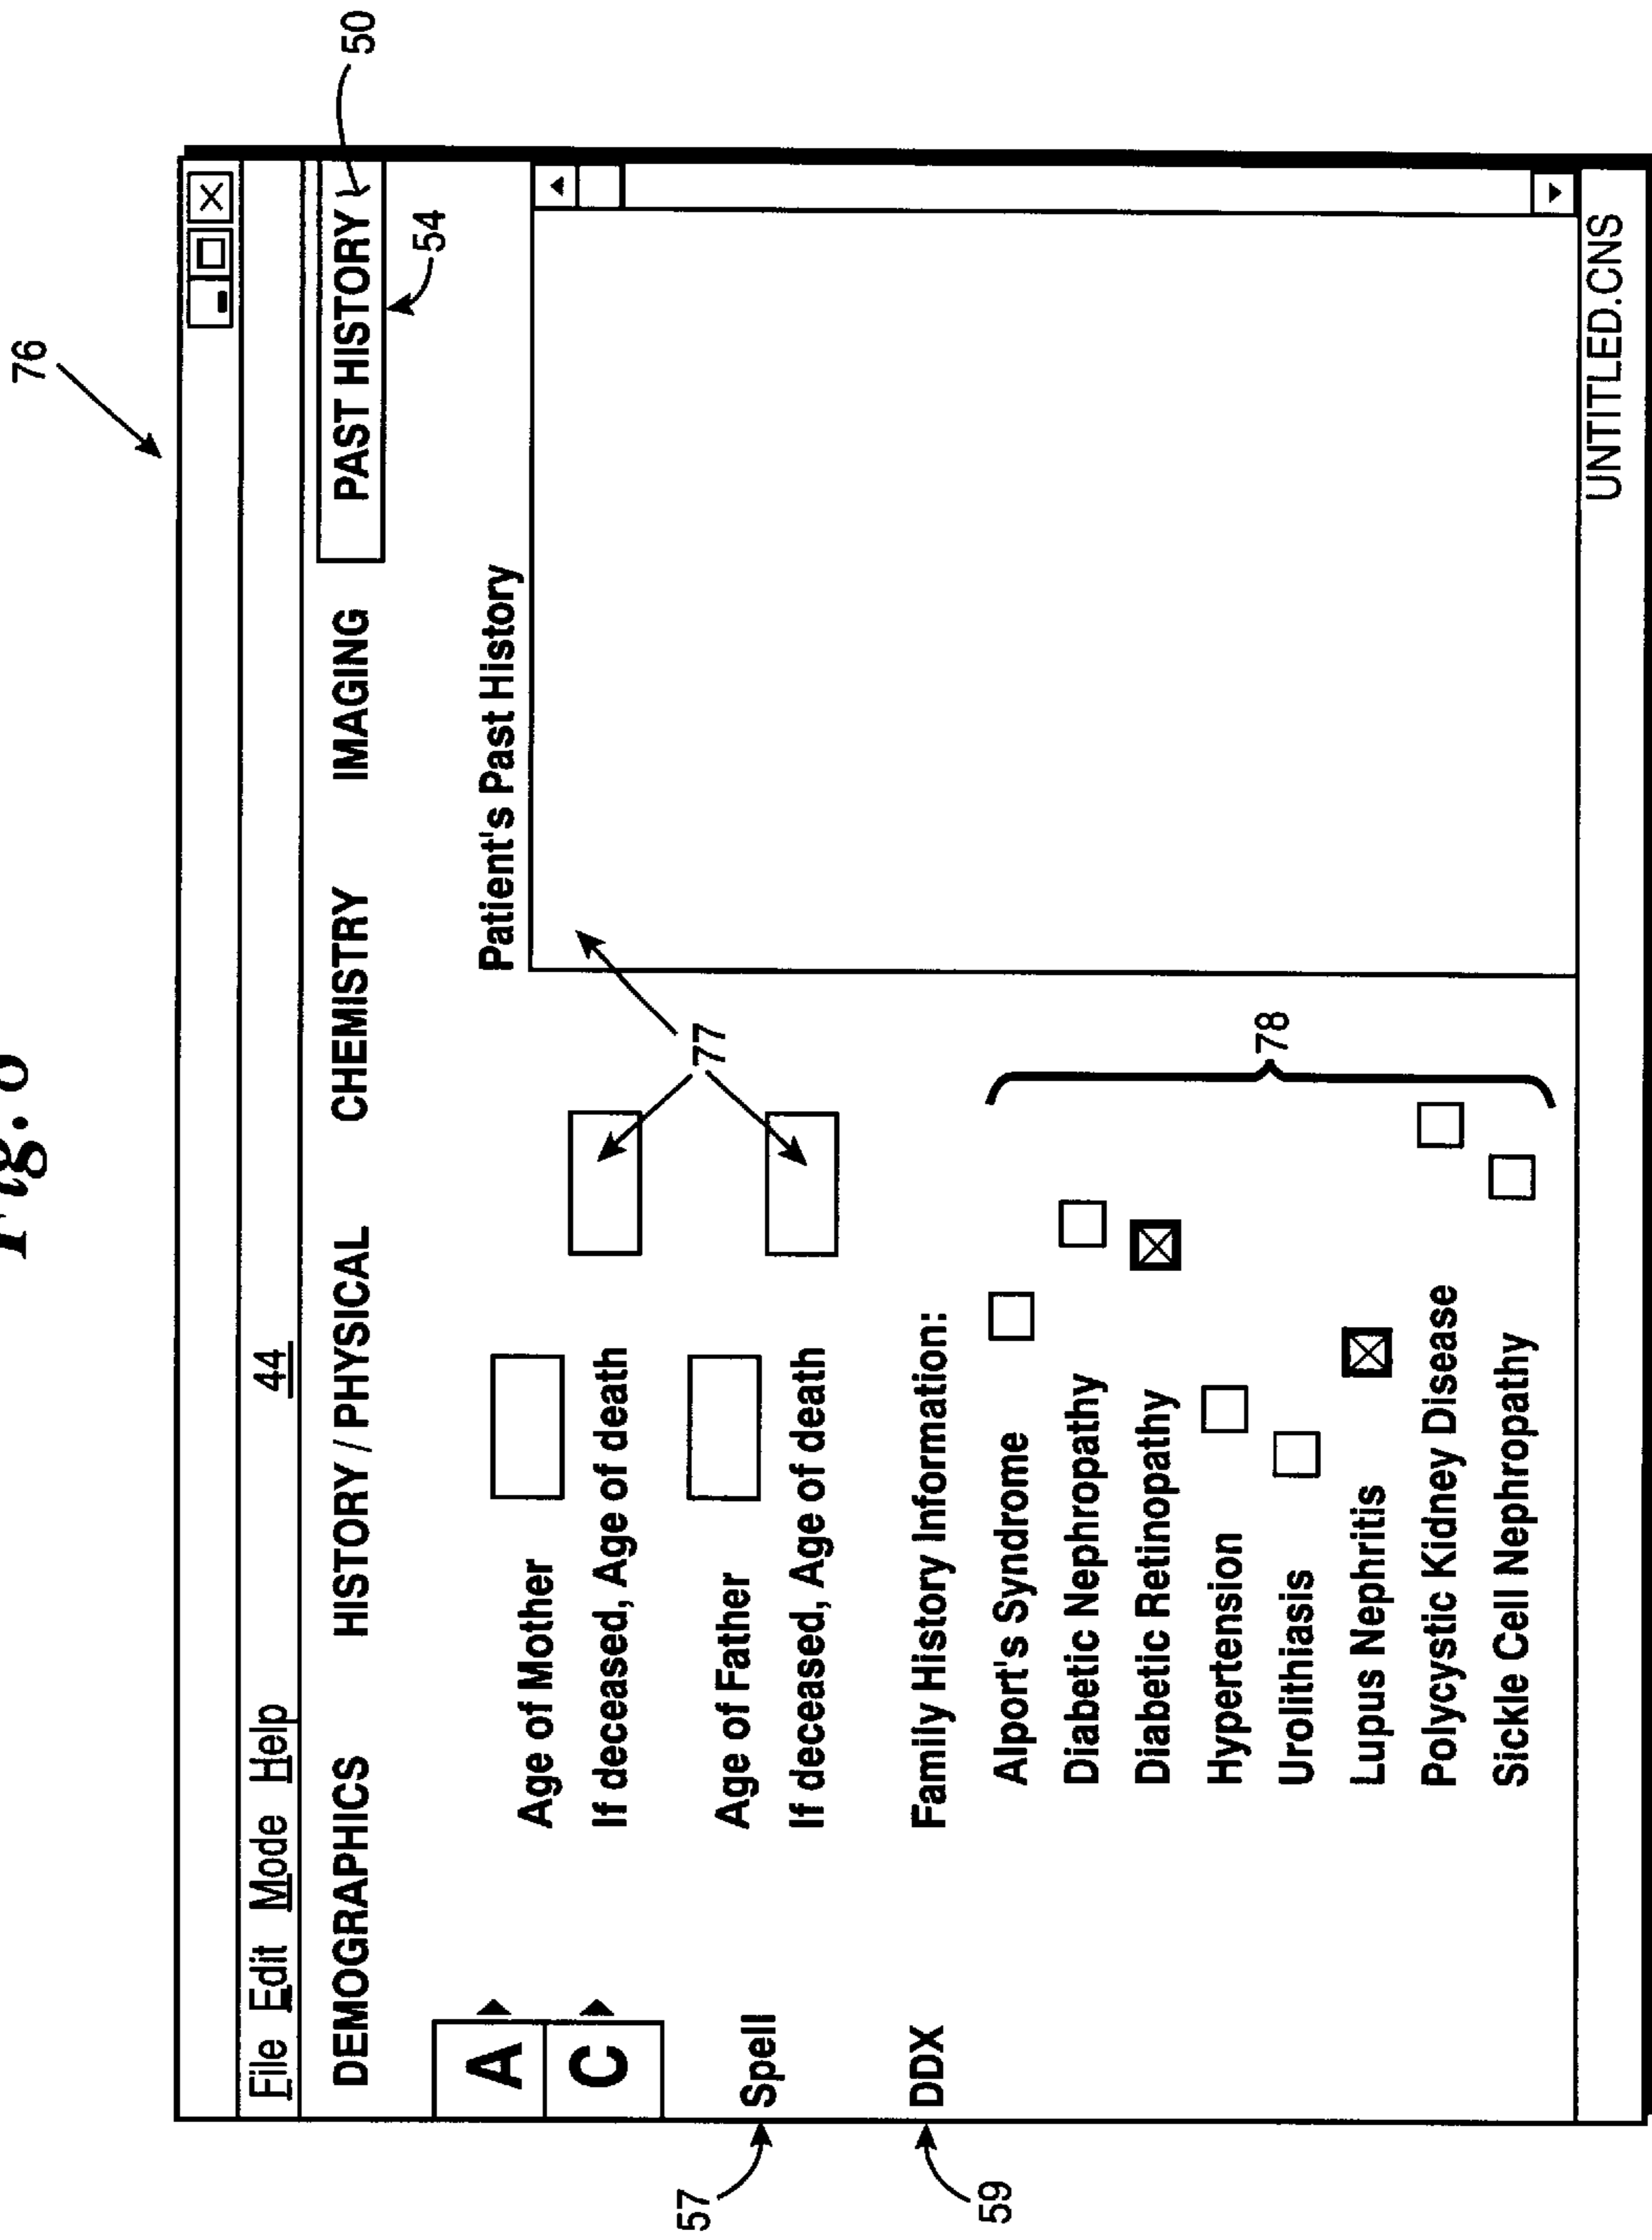 Fig. 8
76
File Edit Mode Help
44
DEMOGRAPHICS HISTORY / PHYSICAL CHEMISTRY IMAGING PAST HISTORY
50
54
A
C
Age of Mother
If deceased, Age of death
Patient's Past History
77
57
Spell
Age of Father
If deceased, Age of death
59
DDX
Family History Information:
Alport's Syndrome
Diabetic Nephropathy
Diabetic Retinopathy
Hypertension
78
Urolithiasis
Lupus Nephritis
Polycystic Kidney Disease
Sickle Cell Nephropathy
UNTITLED.CNS